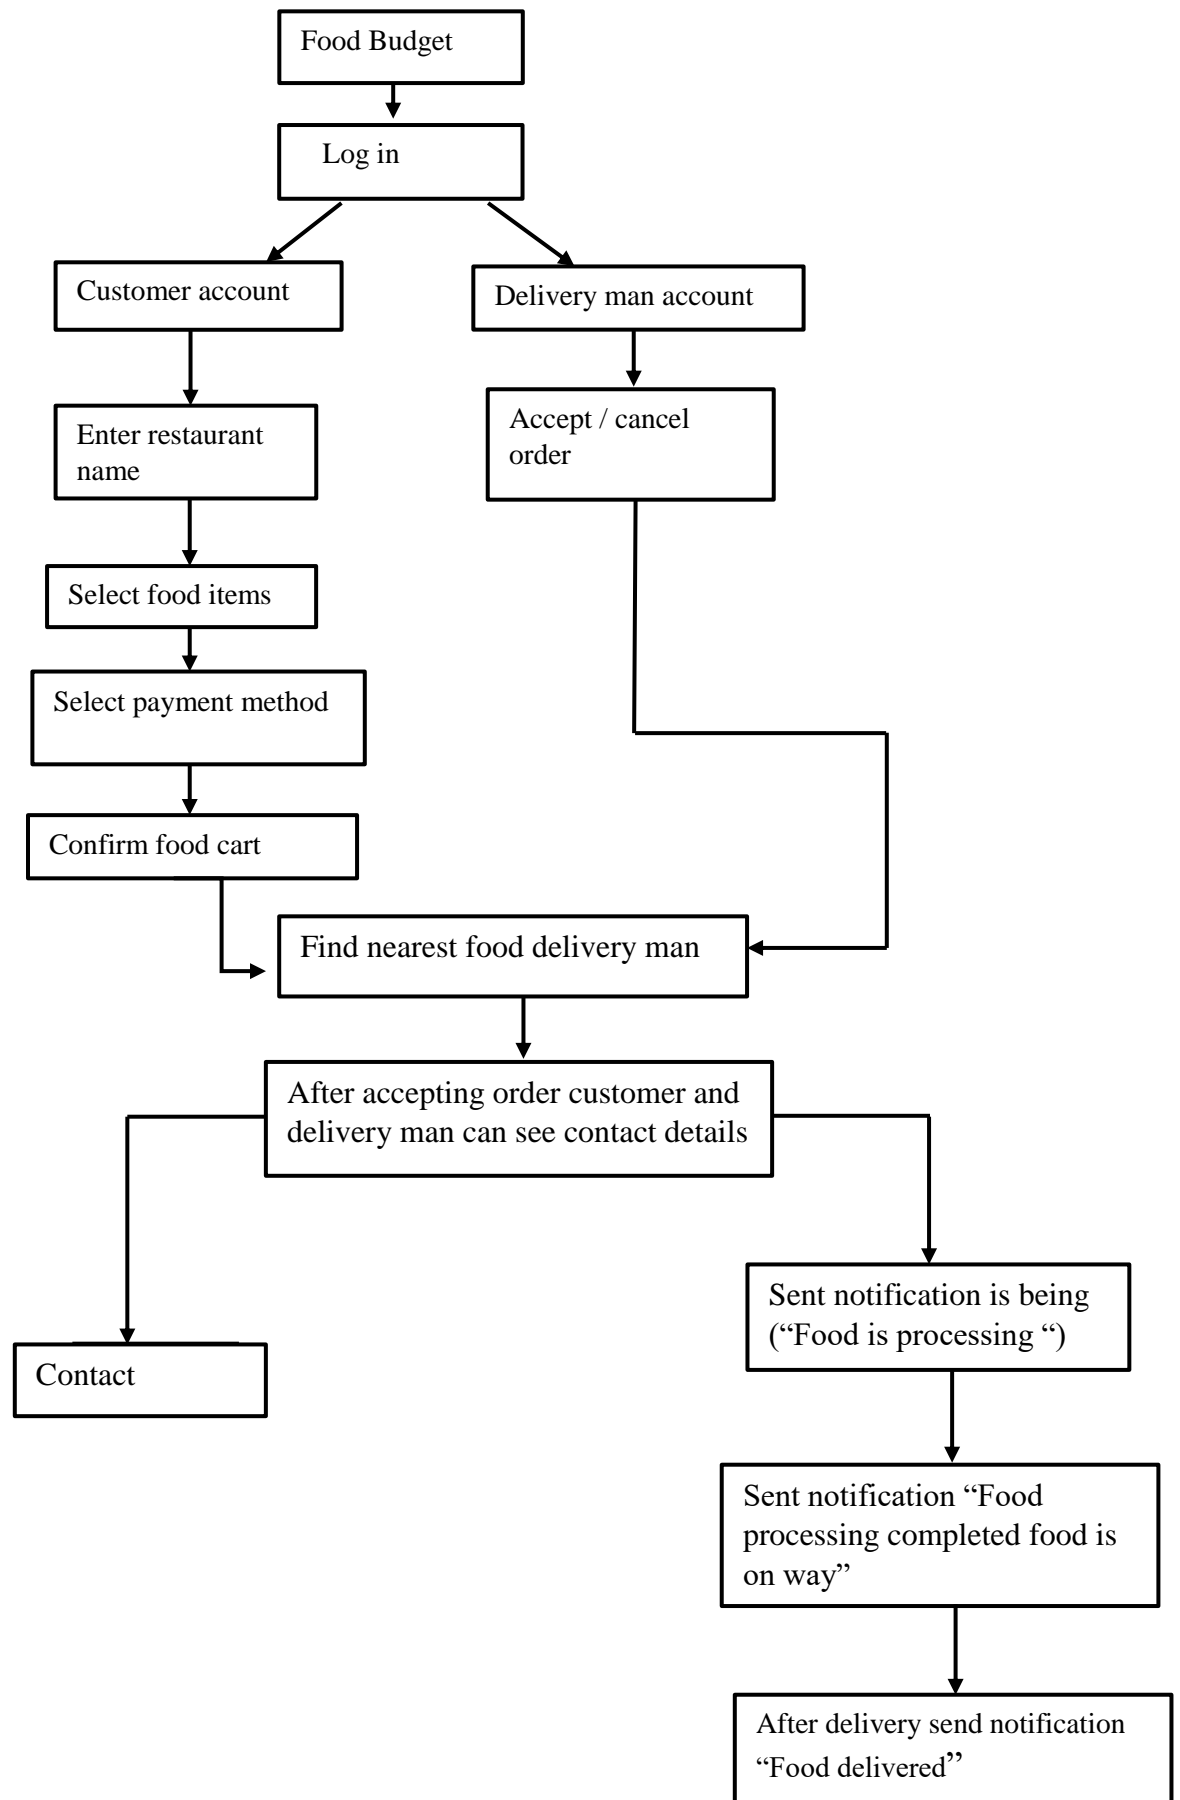 Food Budget
Log in
Customer account
Delivery man account
Enter restaurant
name
Accept / cancel
order
Select food items
Select payment method
Confirm food cart
Find nearest food delivery man
After accepting order customer and
delivery man can see contact details
Contact
Sent notification is being
(“Food is processing “)
Sent notification “Food
processing completed food is
on way”
After delivery send notification
“Food delivered”